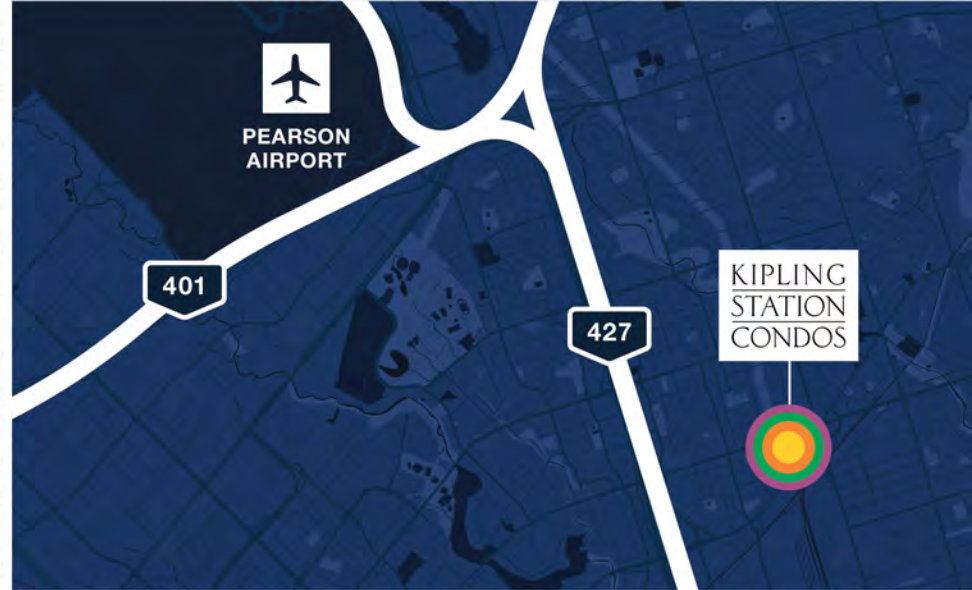 PEARSON
AIRPORT
401
427
KIPLING
STATION
CONDOS